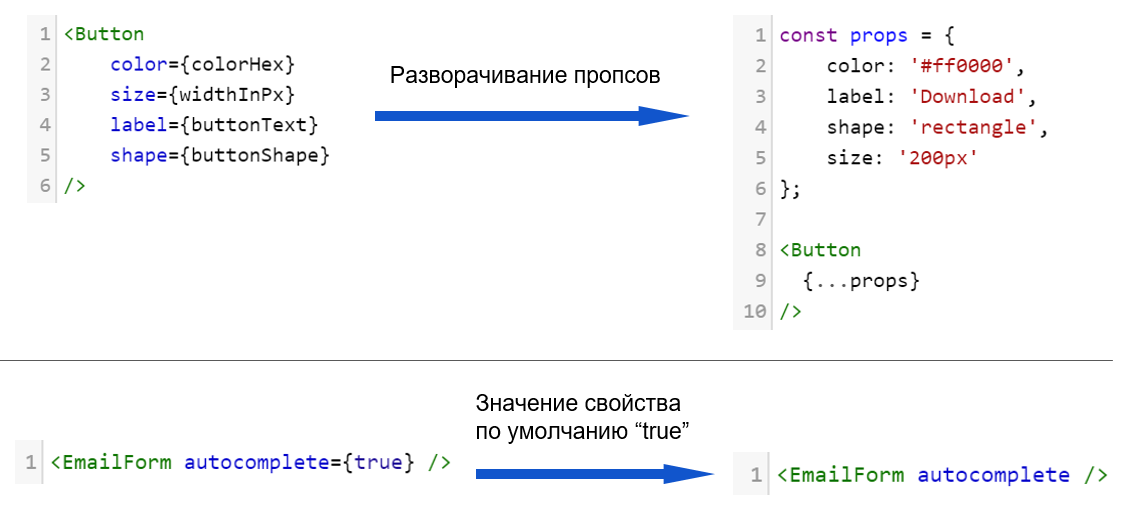 1 <Button
2     color={colorHex}
3     size={widthInPx}
4     label={buttonText}
5     shape={buttonShape}
6 />
Разворачивание пропсов
1 const props = {
2     color: '#ff0000',
3     label: 'Download',
4     shape: 'rectangle',
5     size: '200px'
6 };
7
8 <Button
9   {...props}
10 />
1 <EmailForm autocomplete={true} />
Значение свойства
по умолчанию “true”
1 <EmailForm autocomplete />